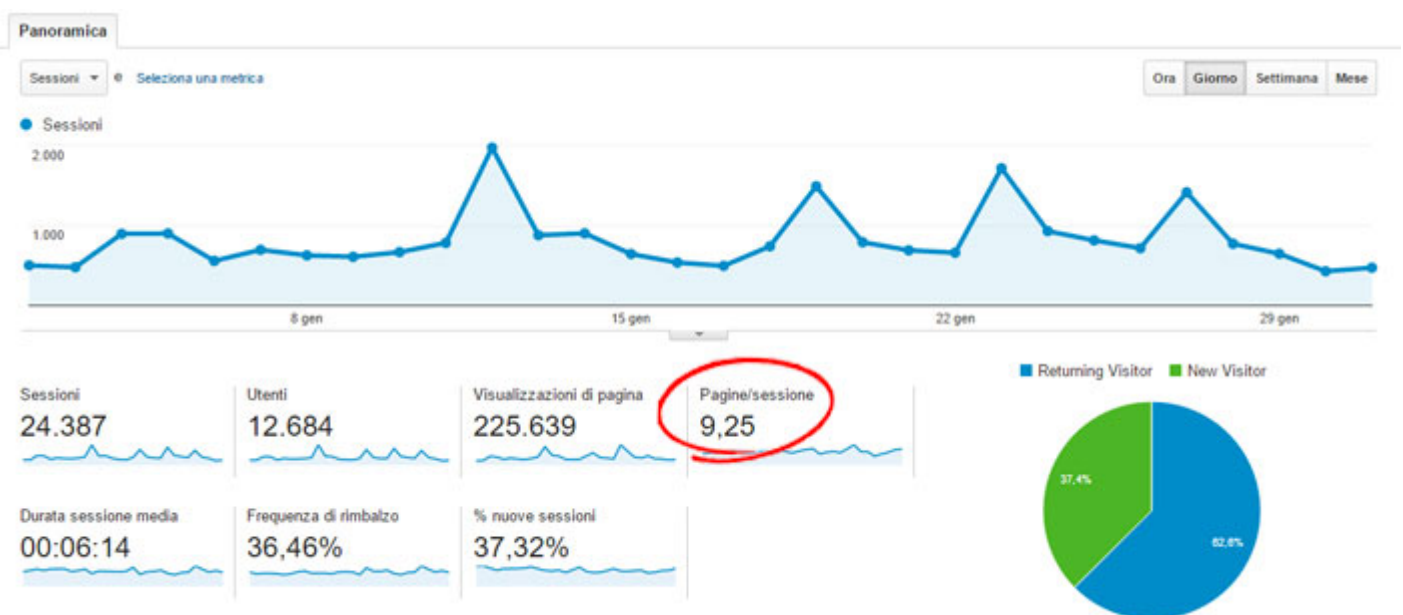 Panoramica
Sessioni e Seleziona una metrica
Ora Giorno Settimana Mese
Sessioni
2.000
1.000
8 gen 15 gen 22 gen 29 gen
Returning Visitor New Visitor
Sessioni Utenti Visualizzazioni di pagina Pagine/sessione
24.387 12.684 225.639 9,25
37,4%
62,6%
Durata sessione media Frequenza di rimbalzo % nuove sessioni
00:06:14 36,46% 37,32%